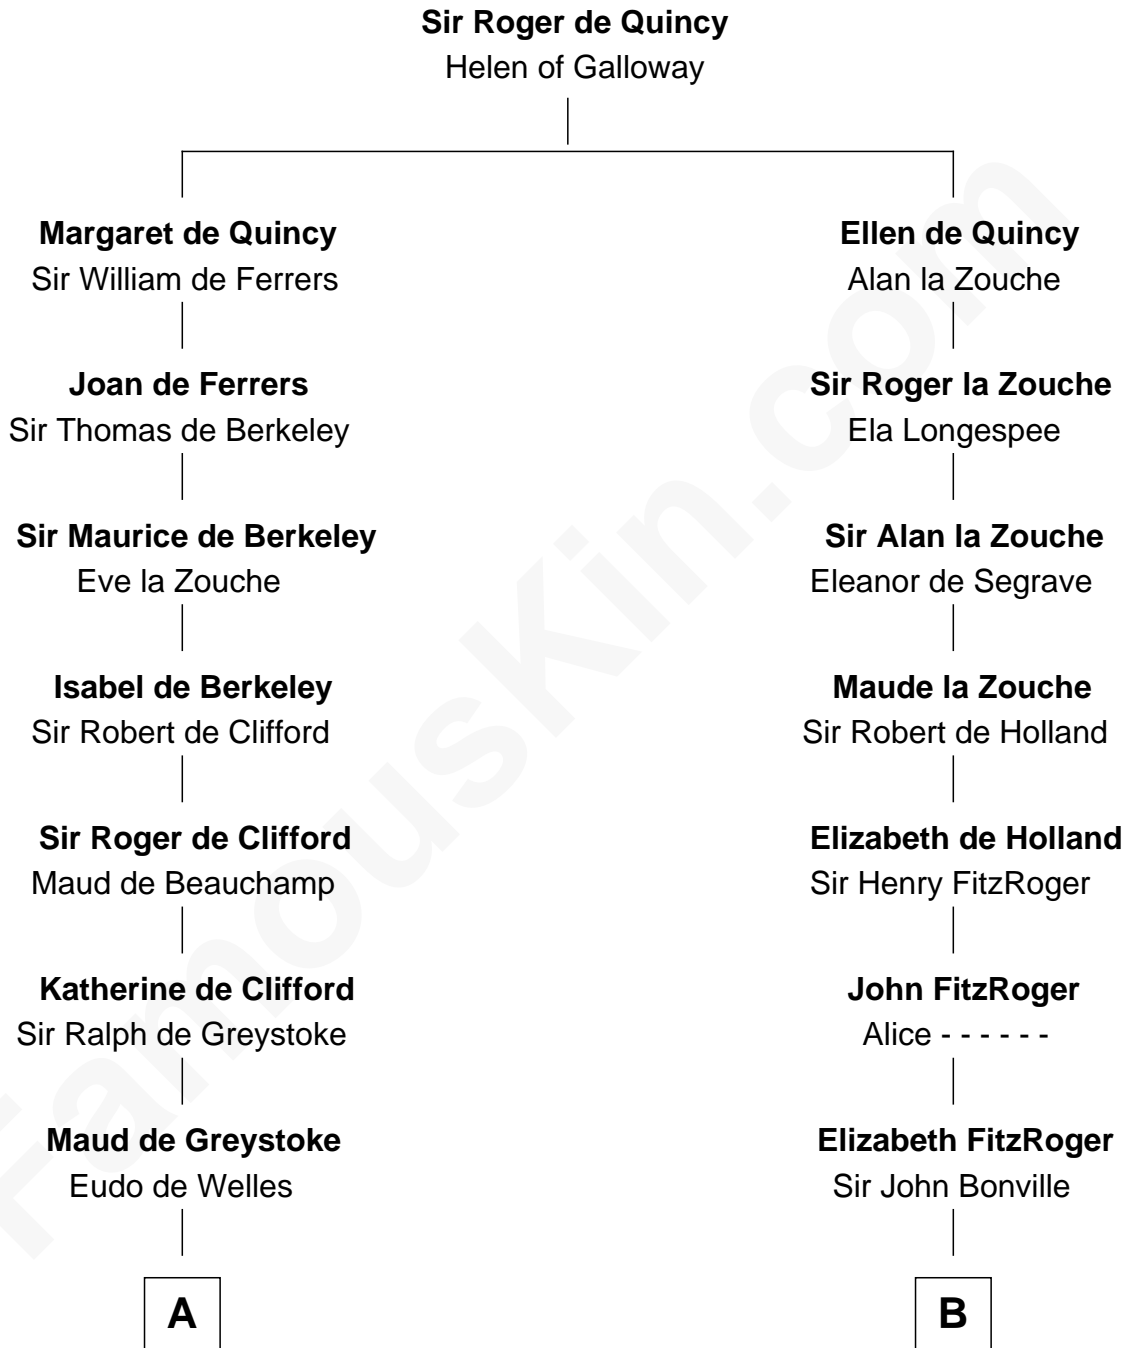 Sir Roger de Quincy
Helen of Galloway
Margaret de Quincy
Sir William de Ferrers
Ellen de Quincy
Alan la Zouche
Joan de Ferrers
Sir Thomas de Berkeley
Sir Roger la Zouche
Ela Longespee
Sir Maurice de Berkeley
Eve la Zouche
Sir Alan la Zouche
Eleanor de Segrave
Isabel de Berkeley
Sir Robert de Clifford
Maude la Zouche
Sir Robert de Holland
Sir Roger de Clifford
Maud de Beauchamp
Elizabeth de Holland
Sir Henry FitzRoger
Katherine de Clifford
Sir Ralph de Greystoke
John FitzRoger
Alice - - - - - -
Maud de Greystoke
Eudo de Welles
Elizabeth FitzRoger
Sir John Bonville
A
B
FamousKin.com